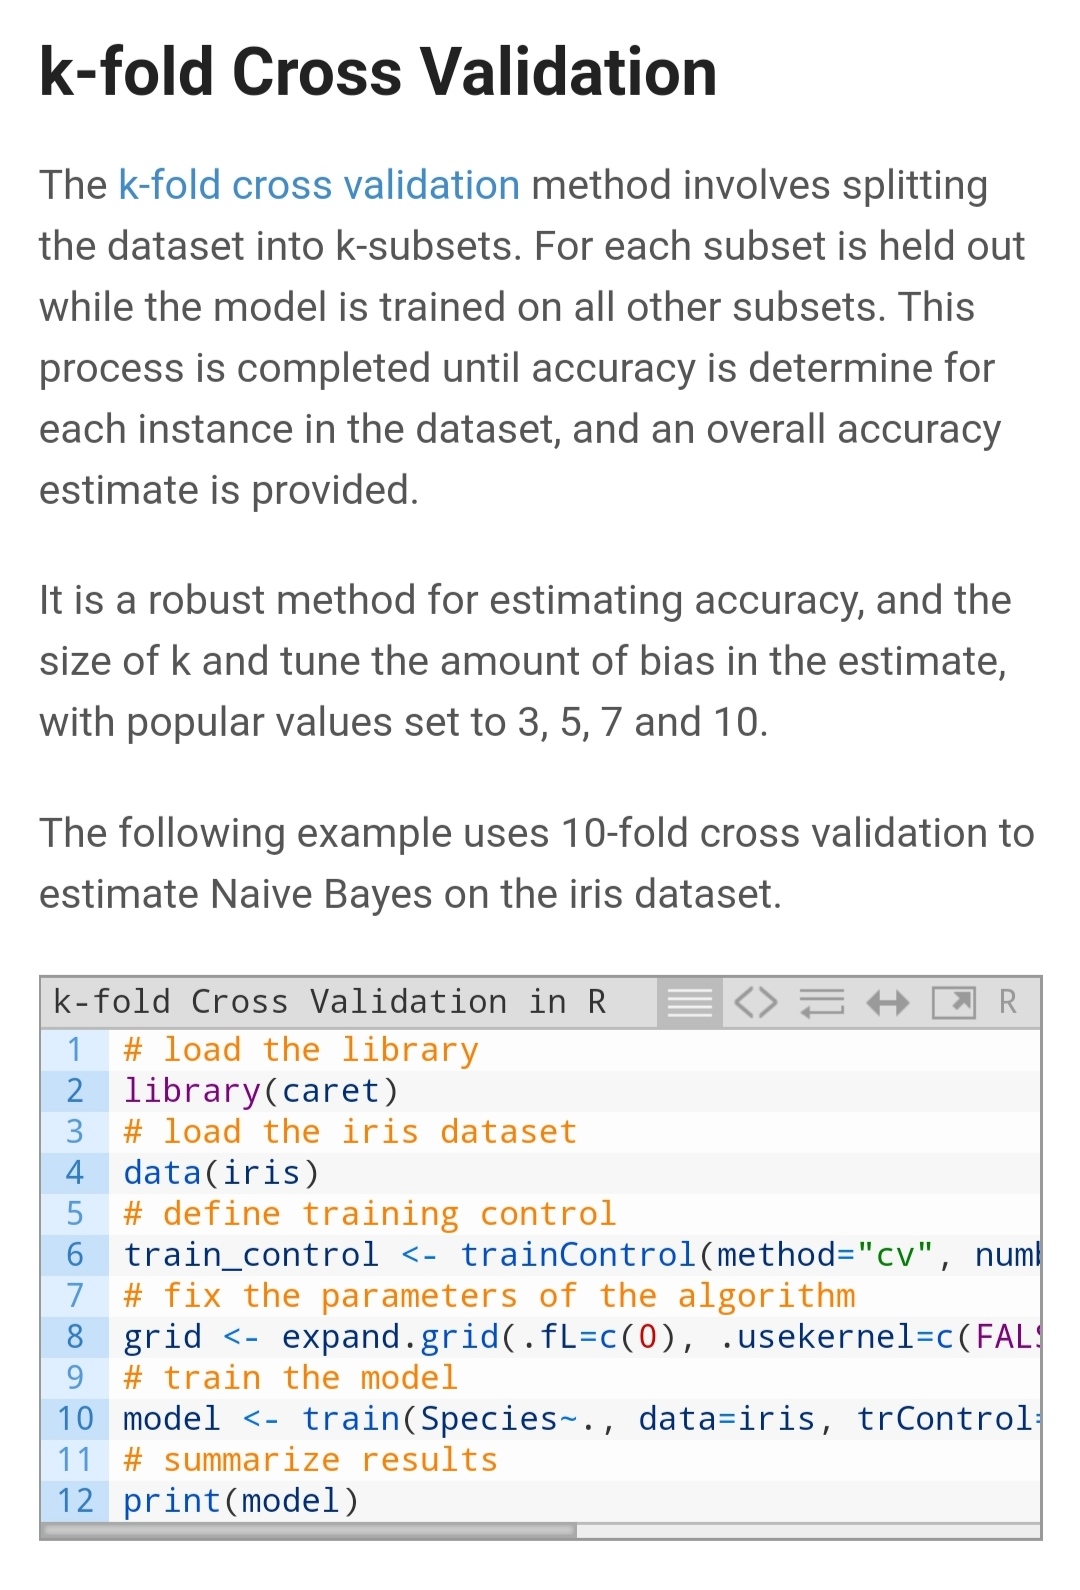 k-fold Cross Validation
The k-fold cross validation method involves splitting
the dataset into k-subsets. For each subset is held out
while the model is trained on all other subsets. This
process is completed until accuracy is determine for
each instance in the dataset, and an overall accuracy
estimate is provided.
It is a robust method for estimating accuracy, and the
size of k and tune the amount of bias in the estimate,
with popular values set to 3, 5, 7 and 10.
The following example uses 10-fold cross validation to
estimate Naive Bayes on the iris dataset.
k-fold Cross Validation in R R
1 # load the library
2 library(caret)
3 # load the iris dataset
4 data(iris)
5 # define training control
6 train_control <- trainControl(method="cv", num
7 # fix the parameters of the algorithm
8 grid <- expand.grid(.fL=c(0), .usekernel=c(FAL
9 # train the model
10 model <- train(Species~., data=iris, trControl=
11 # summarize results
12 print(model)